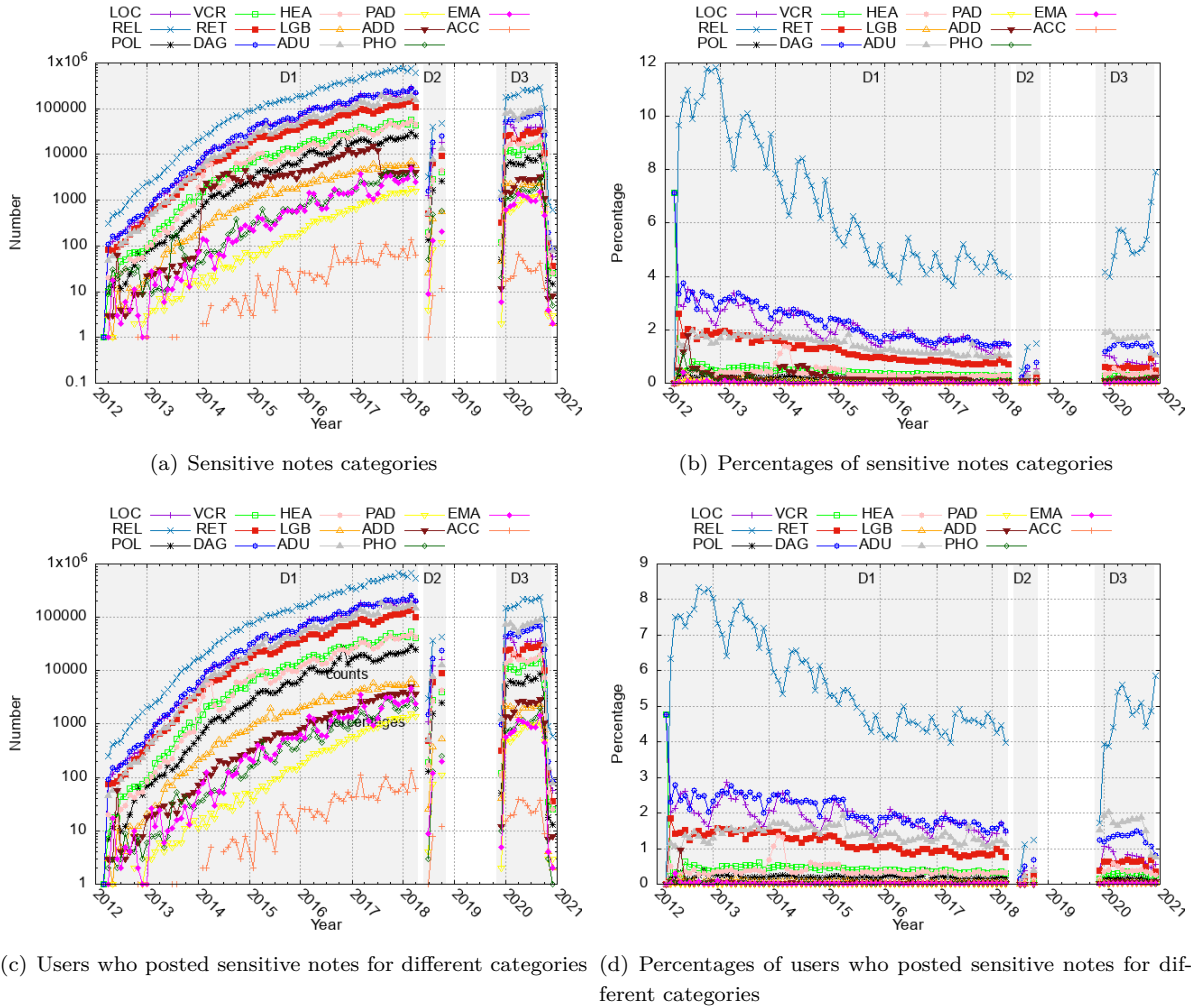 LOC VCR HEA PAD EMA
REL RET LGB ADD ACC
POL DAG ADU PHO
1x10^6
100000
10000
1000
100
10
1
0.1
Number
D1 D2 D3
2012 2013 2014 2015 2016 2017 2018 2019 2020 2021
Year
(a) Sensitive notes categories
LOC VCR HEA PAD EMA
REL RET LGB ADD ACC
POL DAG ADU PHO
12
10
8
6
4
2
0
Percentage
D1 D2 D3
2012 2013 2014 2015 2016 2017 2018 2019 2020 2021
Year
(b) Percentages of sensitive notes categories
LOC VCR HEA PAD EMA
REL RET LGB ADD ACC
POL DAG ADU PHO
1x10^6
100000
10000
1000
100
10
1
Number
D1 D2 D3
counts
percentages
2012 2013 2014 2015 2016 2017 2018 2019 2020 2021
Year
(c) Users who posted sensitive notes for different categories
LOC VCR HEA PAD EMA
REL RET LGB ADD ACC
POL DAG ADU PHO
9
8
7
6
5
4
3
2
1
0
Percentage
D1 D2 D3
2012 2013 2014 2015 2016 2017 2018 2019 2020 2021
Year
(d) Percentages of users who posted sensitive notes for dif-
ferent categories